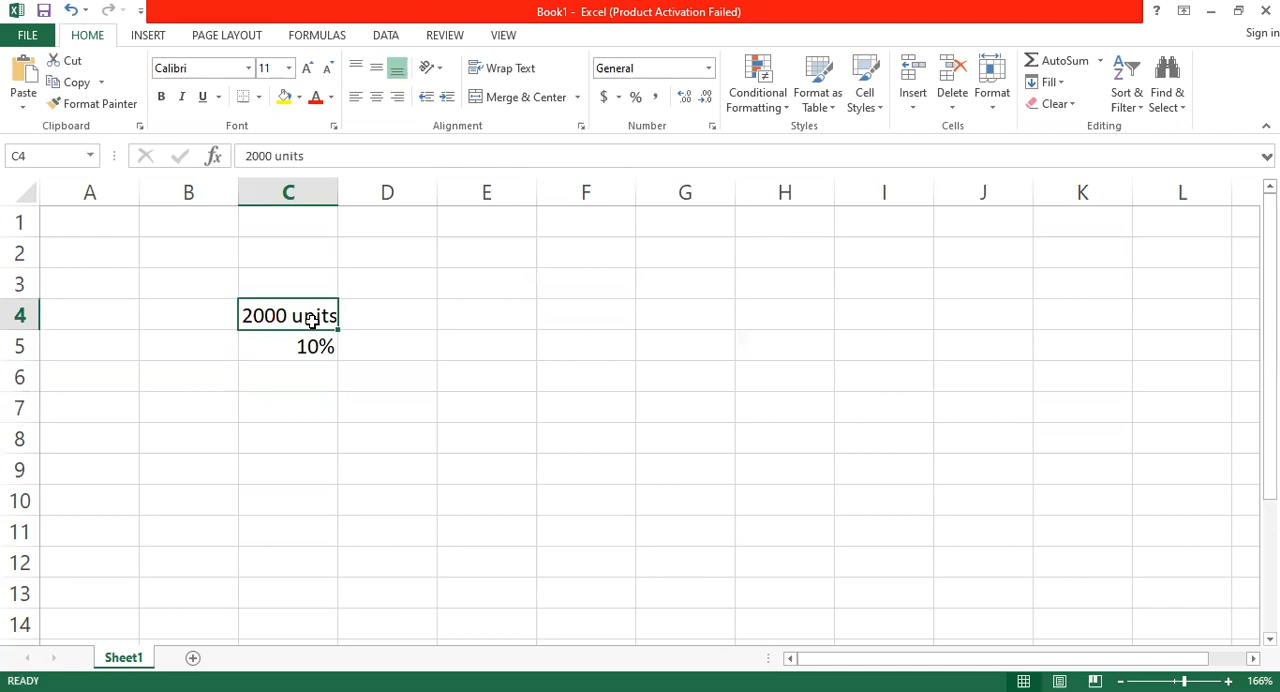 Book1 - Excel (Product Activation Failed)
?
FILE HOME INSERT PAGE LAYOUT FORMULAS DATA REVIEW VIEW Sign in
Paste
Cut
Copy
Format Painter
Clipboard
Calibri 11
B I U A
Font
Wrap Text
Merge & Center
Alignment
General
$ % ,
Number
Conditional Formatting
Format as Table
Cell Styles
Styles
Insert Delete Format
Cells
AutoSum
Fill
Clear
Sort & Filter
Find & Select
Editing
C4 fx 2000 units
A B C D E F G H I J K L
1
2
3
4 2000 units
5 10%
6
7
8
9
10
11
12
13
14
Sheet1
READY 166%